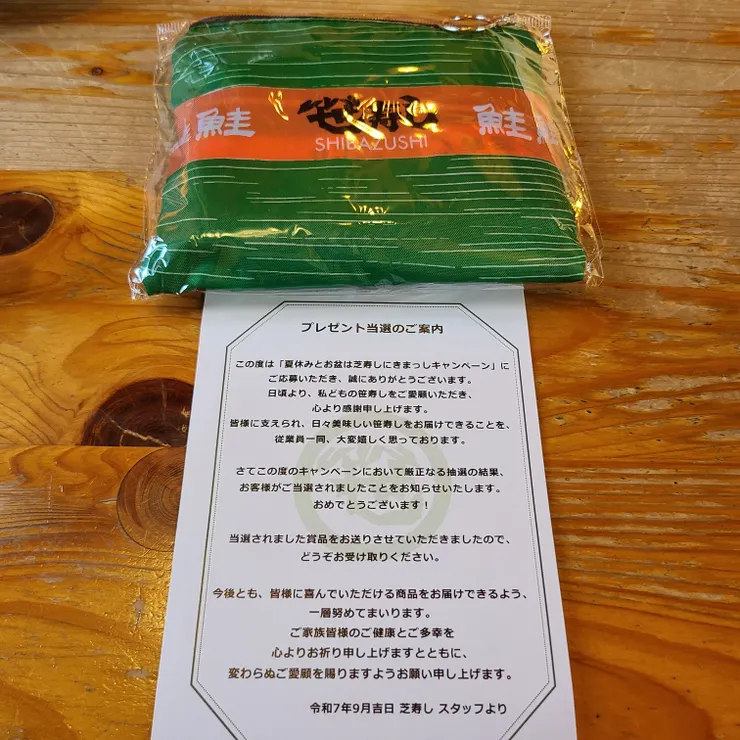 鮭 笹寿し 鮭
SHIBAZUSHI
プレゼント当選のご案内
この度は「夏休みとお盆は芝寿しにきまっしキャンペーン」に
ご応募いただき、誠にありがとうございます。
日頃より、私どもの笹寿しをご愛顧いただき、
心より感謝申し上げます。
皆様に支えられ、日々美味しい笹寿しをお届けできることを、
従業員一同、大変嬉しく思っております。
さてこの度のキャンペーンにおいて厳正なる抽選の結果、
お客様がご当選されましたことをお知らせいたします。
おめでとうございます！
当選されました賞品をお送りさせていただきましたので、
どうぞお受け取りください。
今後とも、皆様に喜んでいただける商品をお届けできるよう、
一層努めてまいります。
ご家族皆様のご健康とご多幸を
心よりお祈り申し上げますとともに、
変わらぬご愛顧を賜りますようお願い申し上げます。
令和7年9月吉日 芝寿し スタッフより